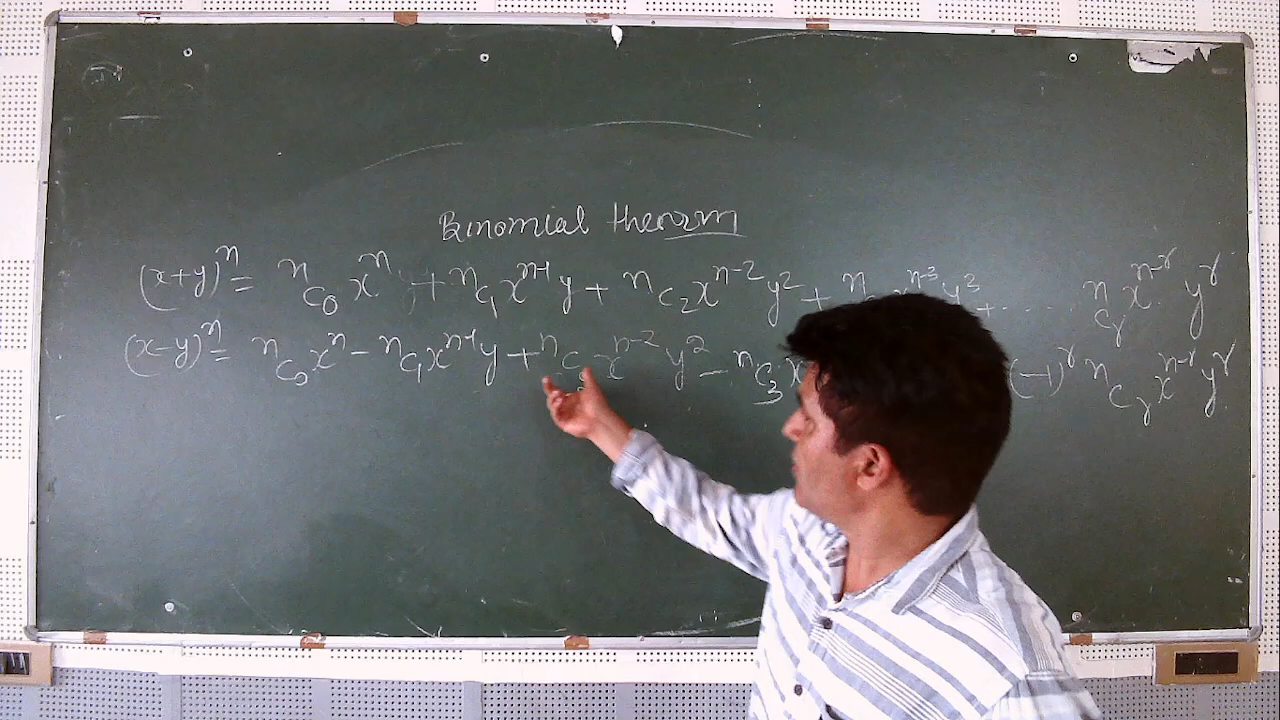 Binomial theorem
(x+y)ⁿ = ⁿC₀ xⁿ + ⁿC₁ xⁿ⁻¹ y + ⁿC₂ xⁿ⁻² y² + ⁿC xⁿ⁻³ y³ + ..... ⁿCᵣ xⁿ⁻ʳ yʳ
(x-y)ⁿ = ⁿC₀ xⁿ - ⁿC₁ xⁿ⁻¹ y + ⁿC₂ xⁿ⁻² y² - ⁿC₃ x (-1)ʳ ⁿCᵣ xⁿ⁻ʳ yʳ